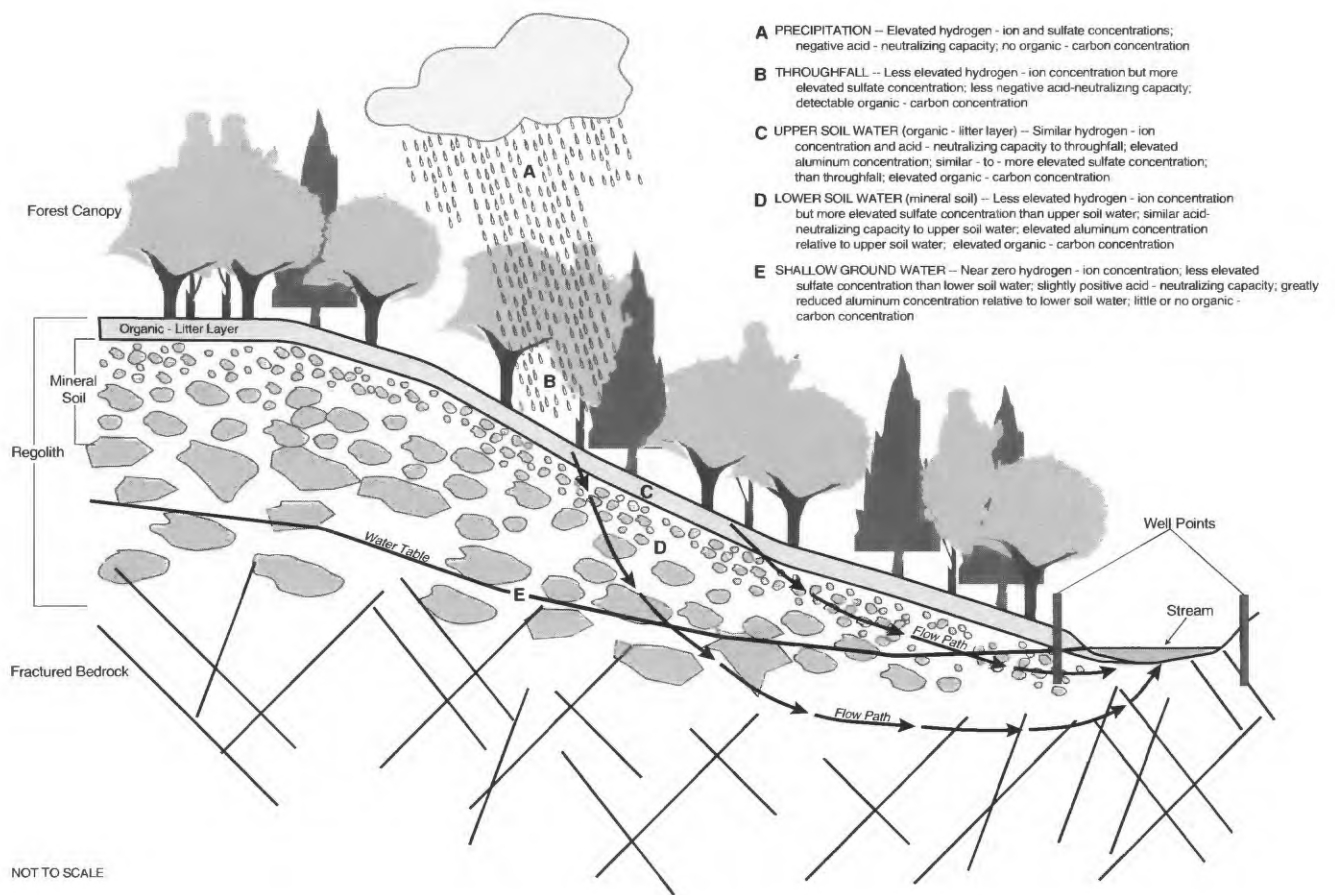 A PRECIPITATION -- Elevated hydrogen - ion and sulfate concentrations;
negative acid - neutralizing capacity; no organic - carbon concentration
B THROUGHFALL -- Less elevated hydrogen - ion concentration but more
elevated sulfate concentration; less negative acid-neutralizing capacity;
detectable organic - carbon concentration
C UPPER SOIL WATER (organic - litter layer) -- Similar hydrogen - ion
concentration and acid - neutralizing capacity to throughfall; elevated
aluminum concentration; similar - to - more elevated sulfate concentration;
than throughfall; elevated organic - carbon concentration
D LOWER SOIL WATER (mineral soil) -- Less elevated hydrogen - ion concentration
but more elevated sulfate concentration than upper soil water; similar acid-
neutralizing capacity to upper soil water; elevated aluminum concentration
relative to upper soil water; elevated organic - carbon concentration
E SHALLOW GROUND WATER -- Near zero hydrogen - ion concentration; less elevated
sulfate concentration than lower soil water; slightly positive acid - neutralizing capacity; greatly
reduced aluminum concentration relative to lower soil water; little or no organic -
carbon concentration
A
Forest Canopy
Organic - Litter Layer
Mineral
Soil
B
Regolith
C
Well Points
Water Table
D
E
Stream
Flow Path
Fractured Bedrock
Flow Path
NOT TO SCALE